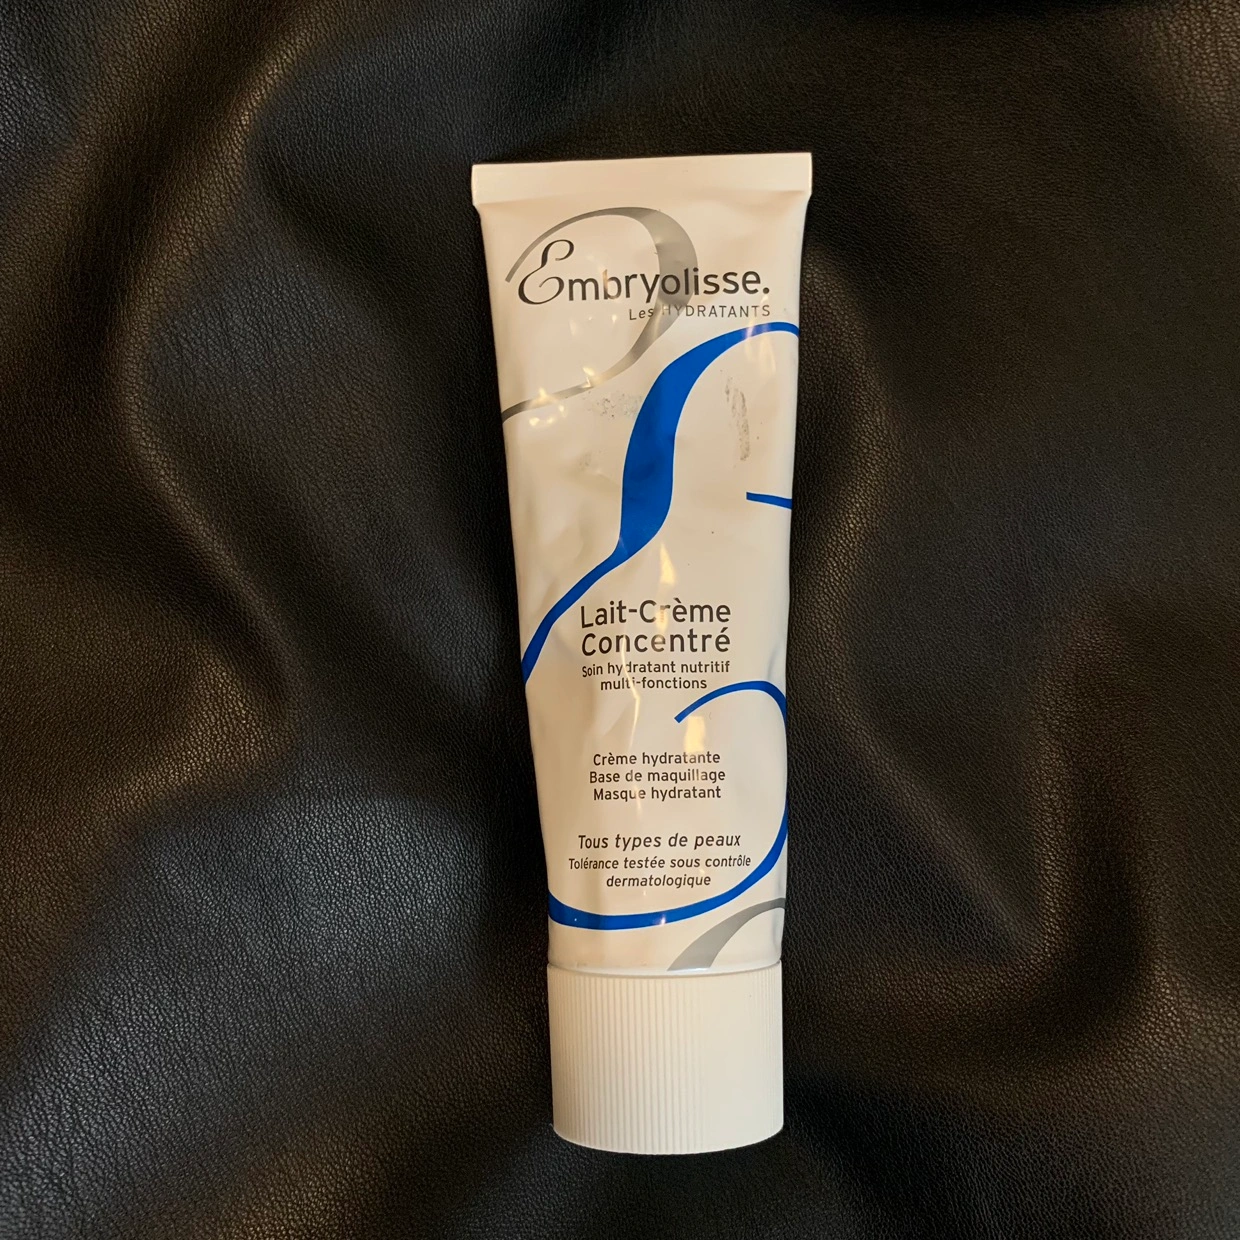 Embryolisse.
Les HYDRATANTS
Lait-Crème
Concentré
Soin hydratant nutritif
multi-fonctions
Crème hydratante
Base de maquillage
Masque hydratant
Tous types de peaux
Tolérance testée sous contrôle
dermatologique